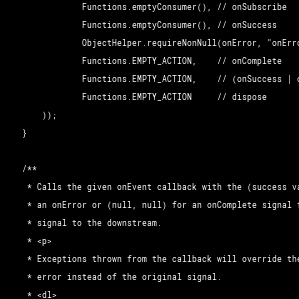 Functions.emptyConsumer(), // onSubscribe
Functions.emptyConsumer(), // onSuccess
ObjectHelper.requireNonNull(onError, "onErro
Functions.EMPTY_ACTION,    // onComplete
Functions.EMPTY_ACTION,    // (onSuccess |
Functions.EMPTY_ACTION     // dispose
));
}
/**
* Calls the given onEvent callback with the (success va
* an onError or (null, null) for an onComplete signal
* signal to the downstream.
* <p>
* Exceptions thrown from the callback will override the
* error instead of the original signal.
* <dl>